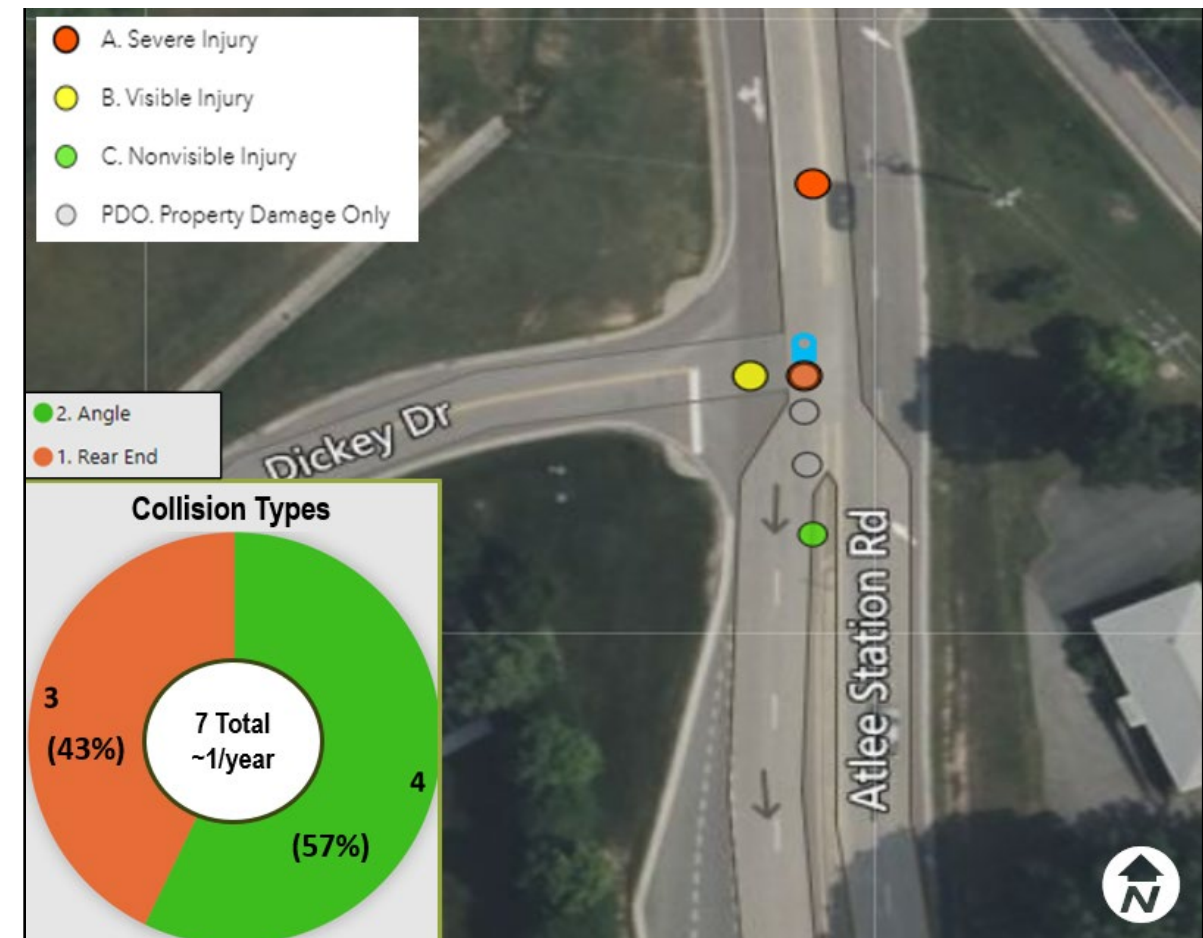 A. Severe Injury
B. Visible Injury
C. Nonvisible Injury
PDO. Property Damage Only
2. Angle
1. Rear End
Dickey Dr
Atlee Station Rd
Collision Types
3
(43%)
7 Total
~1/year
4
(57%)
N